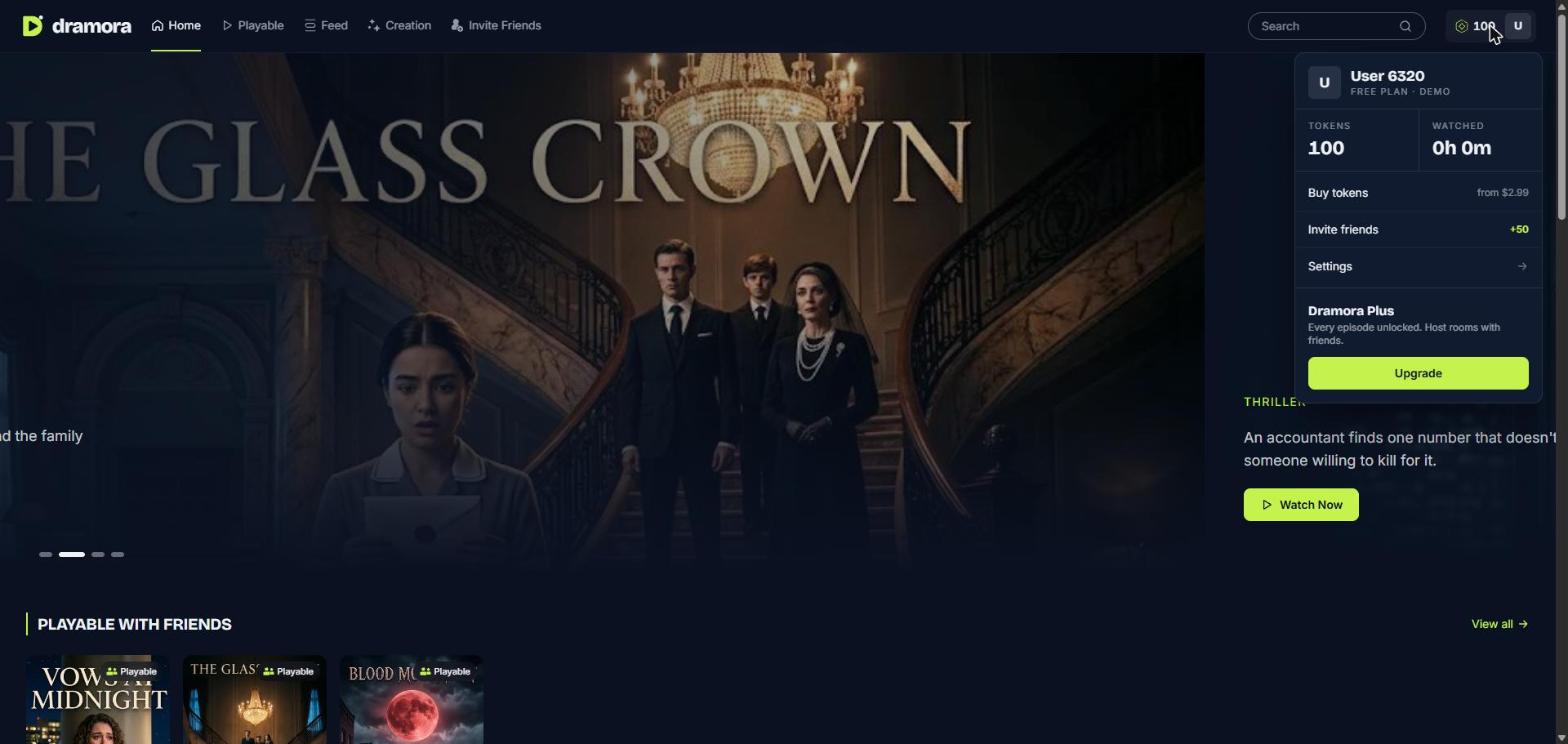 dramora
Home
Playable
Feed
Creation
Invite Friends
Search
U
U
User 6320
FREE PLAN · DEMO
TOKENS
100
WATCHED
0h 0m
Buy tokens
from $2.99
Invite friends
+50
Settings
Dramora Plus
Every episode unlocked. Host rooms with
friends.
Upgrade
GLASS CROWN
nd the family
An accountant finds one number that doesn't
someone willing to kill for it.
Watch Now
PLAYABLE WITH FRIENDS
View all
Playable
MIDNIGHT
THE
Playable
BLOOD
Playable